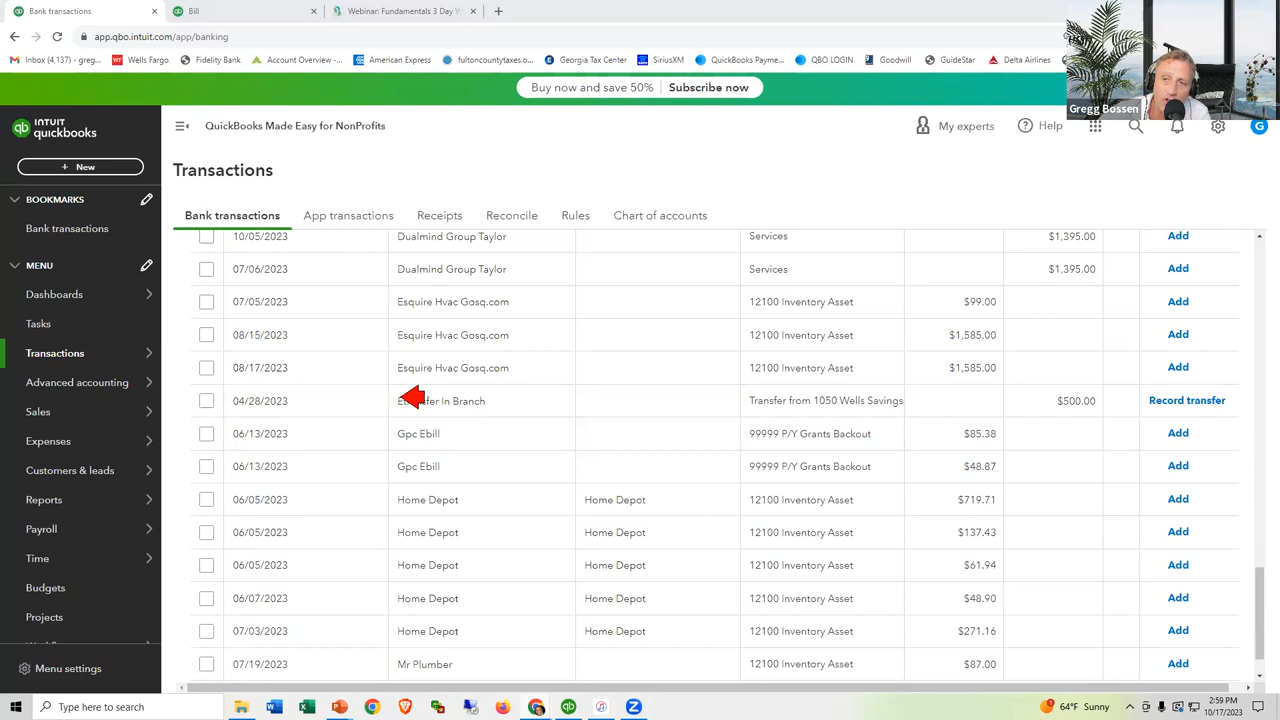 Bank transactions
Bill
Webinar: Fundamentals 3 Day W
app.qbo.intuit.com/app/banking
Inbox (4,137) - greg... Wells Fargo Fidelity Bank Account Overview -... American Express fultoncountytaxes.o... Georgia Tax Center SiriusXM QuickBooks Payme... QBO LOGIN Goodwill GuideStar Delta Airlines
Gregg Bossen
Buy now and save 50% Subscribe now
INTUIT
quickbooks
QuickBooks Made Easy for NonProfits
My experts
Help
G
+ New
BOOKMARKS
Bank transactions
MENU
Dashboards
Tasks
Transactions
Advanced accounting
Sales
Expenses
Customers & leads
Reports
Payroll
Time
Budgets
Projects
Menu settings
Transactions
Bank transactions App transactions Receipts Reconcile Rules Chart of accounts
10/05/2023 Dualmind Group Taylor Services $1,395.00 Add
07/06/2023 Dualmind Group Taylor Services $1,395.00 Add
07/05/2023 Esquire Hvac Gosq.com 12100 Inventory Asset $99.00 Add
08/15/2023 Esquire Hvac Gosq.com 12100 Inventory Asset $1,585.00 Add
08/17/2023 Esquire Hvac Gosq.com 12100 Inventory Asset $1,585.00 Add
04/28/2023 In Branch Transfer from 1050 Wells Savings $500.00 Record transfer
06/13/2023 Gpc Ebill 99999 P/Y Grants Backout $85.38 Add
06/13/2023 Gpc Ebill 99999 P/Y Grants Backout $48.87 Add
06/05/2023 Home Depot Home Depot 12100 Inventory Asset $719.71 Add
06/05/2023 Home Depot Home Depot 12100 Inventory Asset $137.43 Add
06/05/2023 Home Depot Home Depot 12100 Inventory Asset $61.94 Add
06/07/2023 Home Depot Home Depot 12100 Inventory Asset $48.90 Add
07/03/2023 Home Depot Home Depot 12100 Inventory Asset $271.16 Add
07/19/2023 Mr Plumber 12100 Inventory Asset $87.00 Add
Type here to search
64°F Sunny
2:59 PM
10/17/2023